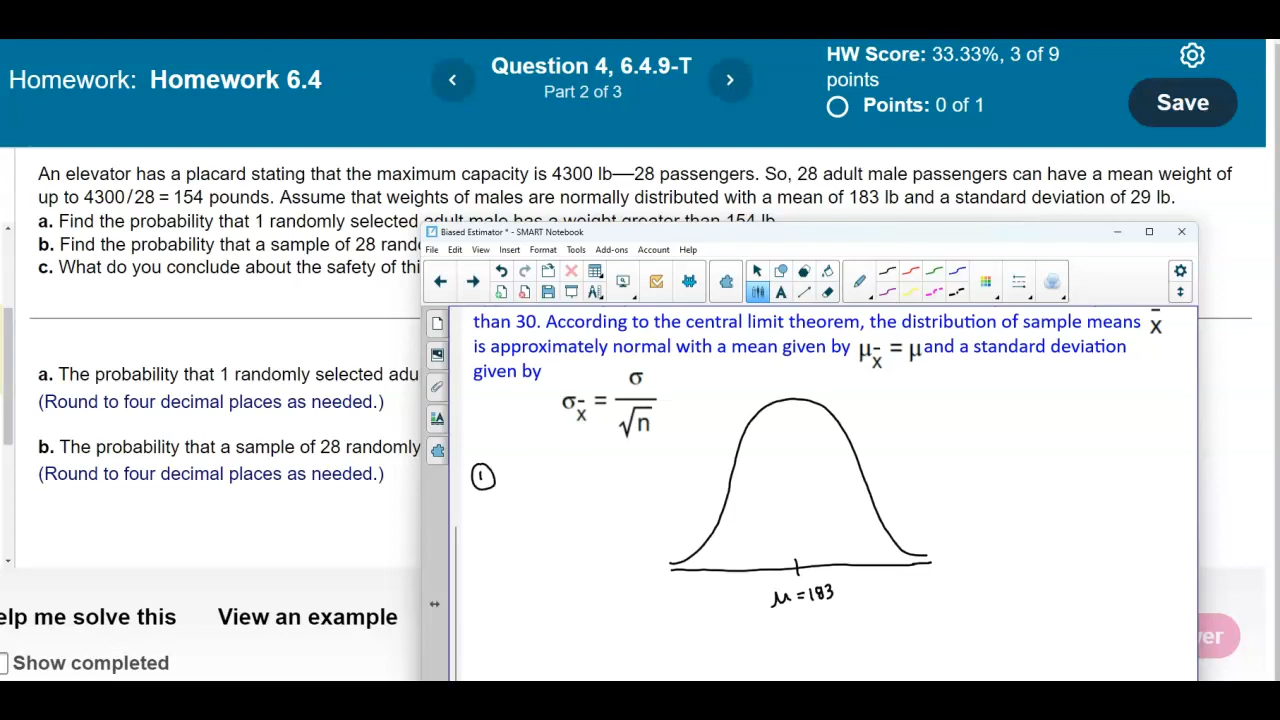 Homework: Homework 6.4
Question 4, 6.4.9-T
Part 2 of 3
HW Score: 33.33%, 3 of 9
points
Points: 0 of 1
Save
An elevator has a placard stating that the maximum capacity is 4300 lb—28 passengers. So, 28 adult male passengers can have a mean weight of
up to 4300/28 = 154 pounds. Assume that weights of males are normally distributed with a mean of 183 lb and a standard deviation of 29 lb.
a. Find the probability that 1 randomly selected adult male has a weight greater than 154 lb.
b. Find the probability that a sample of 28
c. What do you conclude about the safety of
a. The probability that 1 randomly selected
(Round to four decimal places as needed.)
b. The probability that a sample of 28 randomly
(Round to four decimal places as needed.)
elp me solve this
View an example
Show completed
wer
Biased Estimator * - SMART Notebook
File Edit View Insert Format Tools Add-ons Account Help
than 30. According to the central limit theorem, the distribution of sample means x̄
is approximately normal with a mean given by μx̄ = μ and a standard deviation
given by
σx̄ = σ/√n
①
μ = 183